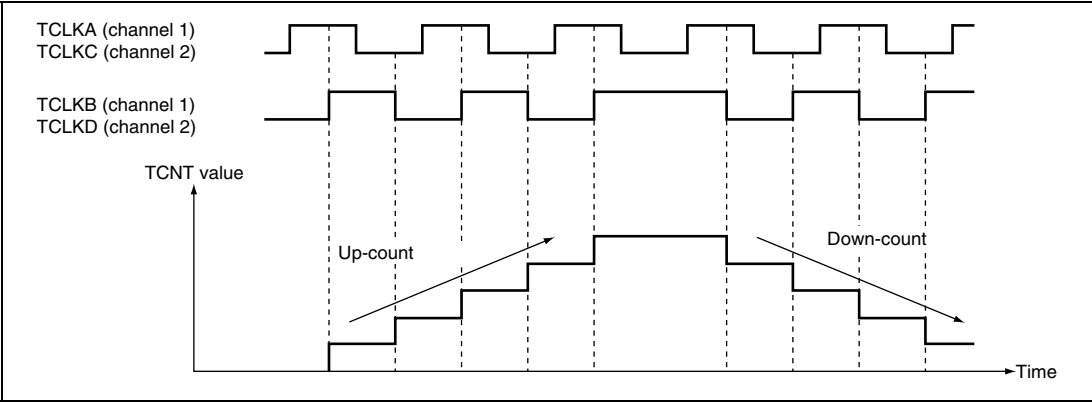 TCLKA (channel 1)
TCLKC (channel 2)
TCLKB (channel 1)
TCLKD (channel 2)
TCNT value
Up-count
Down-count
Time